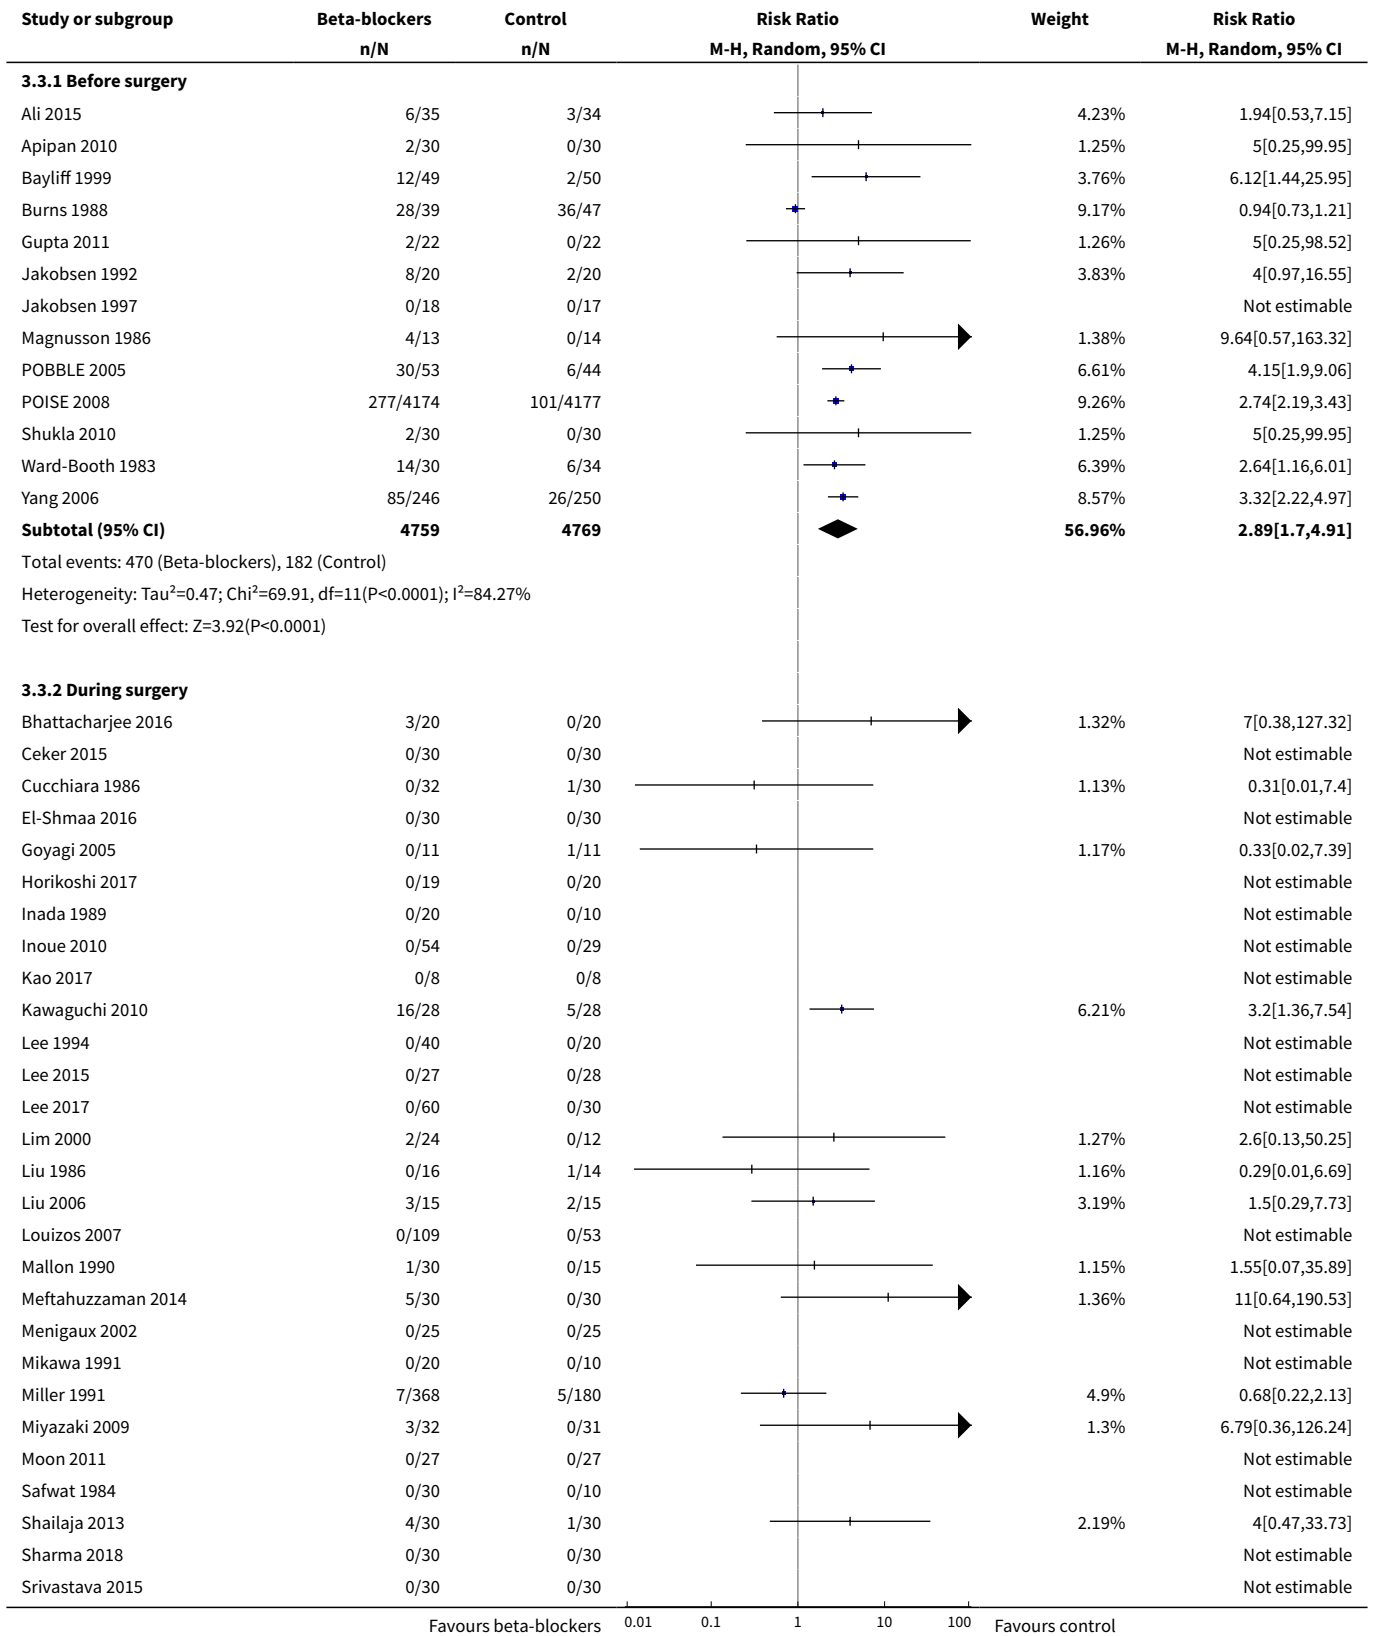 Study or subgroup Beta-blockers Control Risk Ratio Weight Risk Ratio
n/N n/N M-H, Random, 95% CI M-H, Random, 95% CI
3.3.1 Before surgery
Ali 2015 6/35 3/34 4.23% 1.94[0.53,7.15]
Apipan 2010 2/30 0/30 1.25% 5[0.25,99.95]
Bayliff 1999 12/49 2/50 3.76% 6.12[1.44,25.95]
Burns 1988 28/39 36/47 9.17% 0.94[0.73,1.21]
Gupta 2011 2/22 0/22 1.26% 5[0.25,98.52]
Jakobsen 1992 8/20 2/20 3.83% 4[0.97,16.55]
Jakobsen 1997 0/18 0/17 Not estimable
Magnusson 1986 4/13 0/14 1.38% 9.64[0.57,163.32]
POBBLE 2005 30/53 6/44 6.61% 4.15[1.9,9.06]
POISE 2008 277/4174 101/4177 9.26% 2.74[2.19,3.43]
Shukla 2010 2/30 0/30 1.25% 5[0.25,99.95]
Ward-Booth 1983 14/30 6/34 6.39% 2.64[1.16,6.01]
Yang 2006 85/246 26/250 8.57% 3.32[2.22,4.97]
Subtotal (95% CI) 4759 4769 56.96% 2.89[1.7,4.91]
Total events: 470 (Beta-blockers), 182 (Control)
Heterogeneity: Tau²=0.47; Chi²=69.91, df=11(P<0.0001); I²=84.27%
Test for overall effect: Z=3.92(P<0.0001)
3.3.2 During surgery
Bhattacharjee 2016 3/20 0/20 1.32% 7[0.38,127.32]
Ceker 2015 0/30 0/30 Not estimable
Cucchiara 1986 0/32 1/30 1.13% 0.31[0.01,7.4]
El-Shmaa 2016 0/30 0/30 Not estimable
Goyagi 2005 0/11 1/11 1.17% 0.33[0.02,7.39]
Horikoshi 2017 0/19 0/20 Not estimable
Inada 1989 0/20 0/10 Not estimable
Inoue 2010 0/54 0/29 Not estimable
Kao 2017 0/8 0/8 Not estimable
Kawaguchi 2010 16/28 5/28 6.21% 3.2[1.36,7.54]
Lee 1994 0/40 0/20 Not estimable
Lee 2015 0/27 0/28 Not estimable
Lee 2017 0/60 0/30 Not estimable
Lim 2000 2/24 0/12 1.27% 2.6[0.13,50.25]
Liu 1986 0/16 1/14 1.16% 0.29[0.01,6.69]
Liu 2006 3/15 2/15 3.19% 1.5[0.29,7.73]
Louizos 2007 0/109 0/53 Not estimable
Mallon 1990 1/30 0/15 1.15% 1.55[0.07,35.89]
Meftahuzzaman 2014 5/30 0/30 1.36% 11[0.64,190.53]
Menigaux 2002 0/25 0/25 Not estimable
Mikawa 1991 0/20 0/10 Not estimable
Miller 1991 7/368 5/180 4.9% 0.68[0.22,2.13]
Miyazaki 2009 3/32 0/31 1.3% 6.79[0.36,126.24]
Moon 2011 0/27 0/27 Not estimable
Safwat 1984 0/30 0/10 Not estimable
Shailaja 2013 4/30 1/30 2.19% 4[0.47,33.73]
Sharma 2018 0/30 0/30 Not estimable
Srivastava 2015 0/30 0/30 Not estimable
Favours beta-blockers 0.01 0.1 1 10 100 Favours control